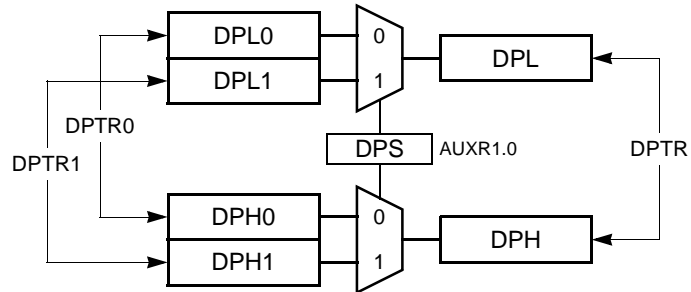 DPL0
0
DPL
DPL1
1
DPTR0
DPS
AUXR1.0
DPTR
DPTR1
DPH0
0
DPH
DPH1
1